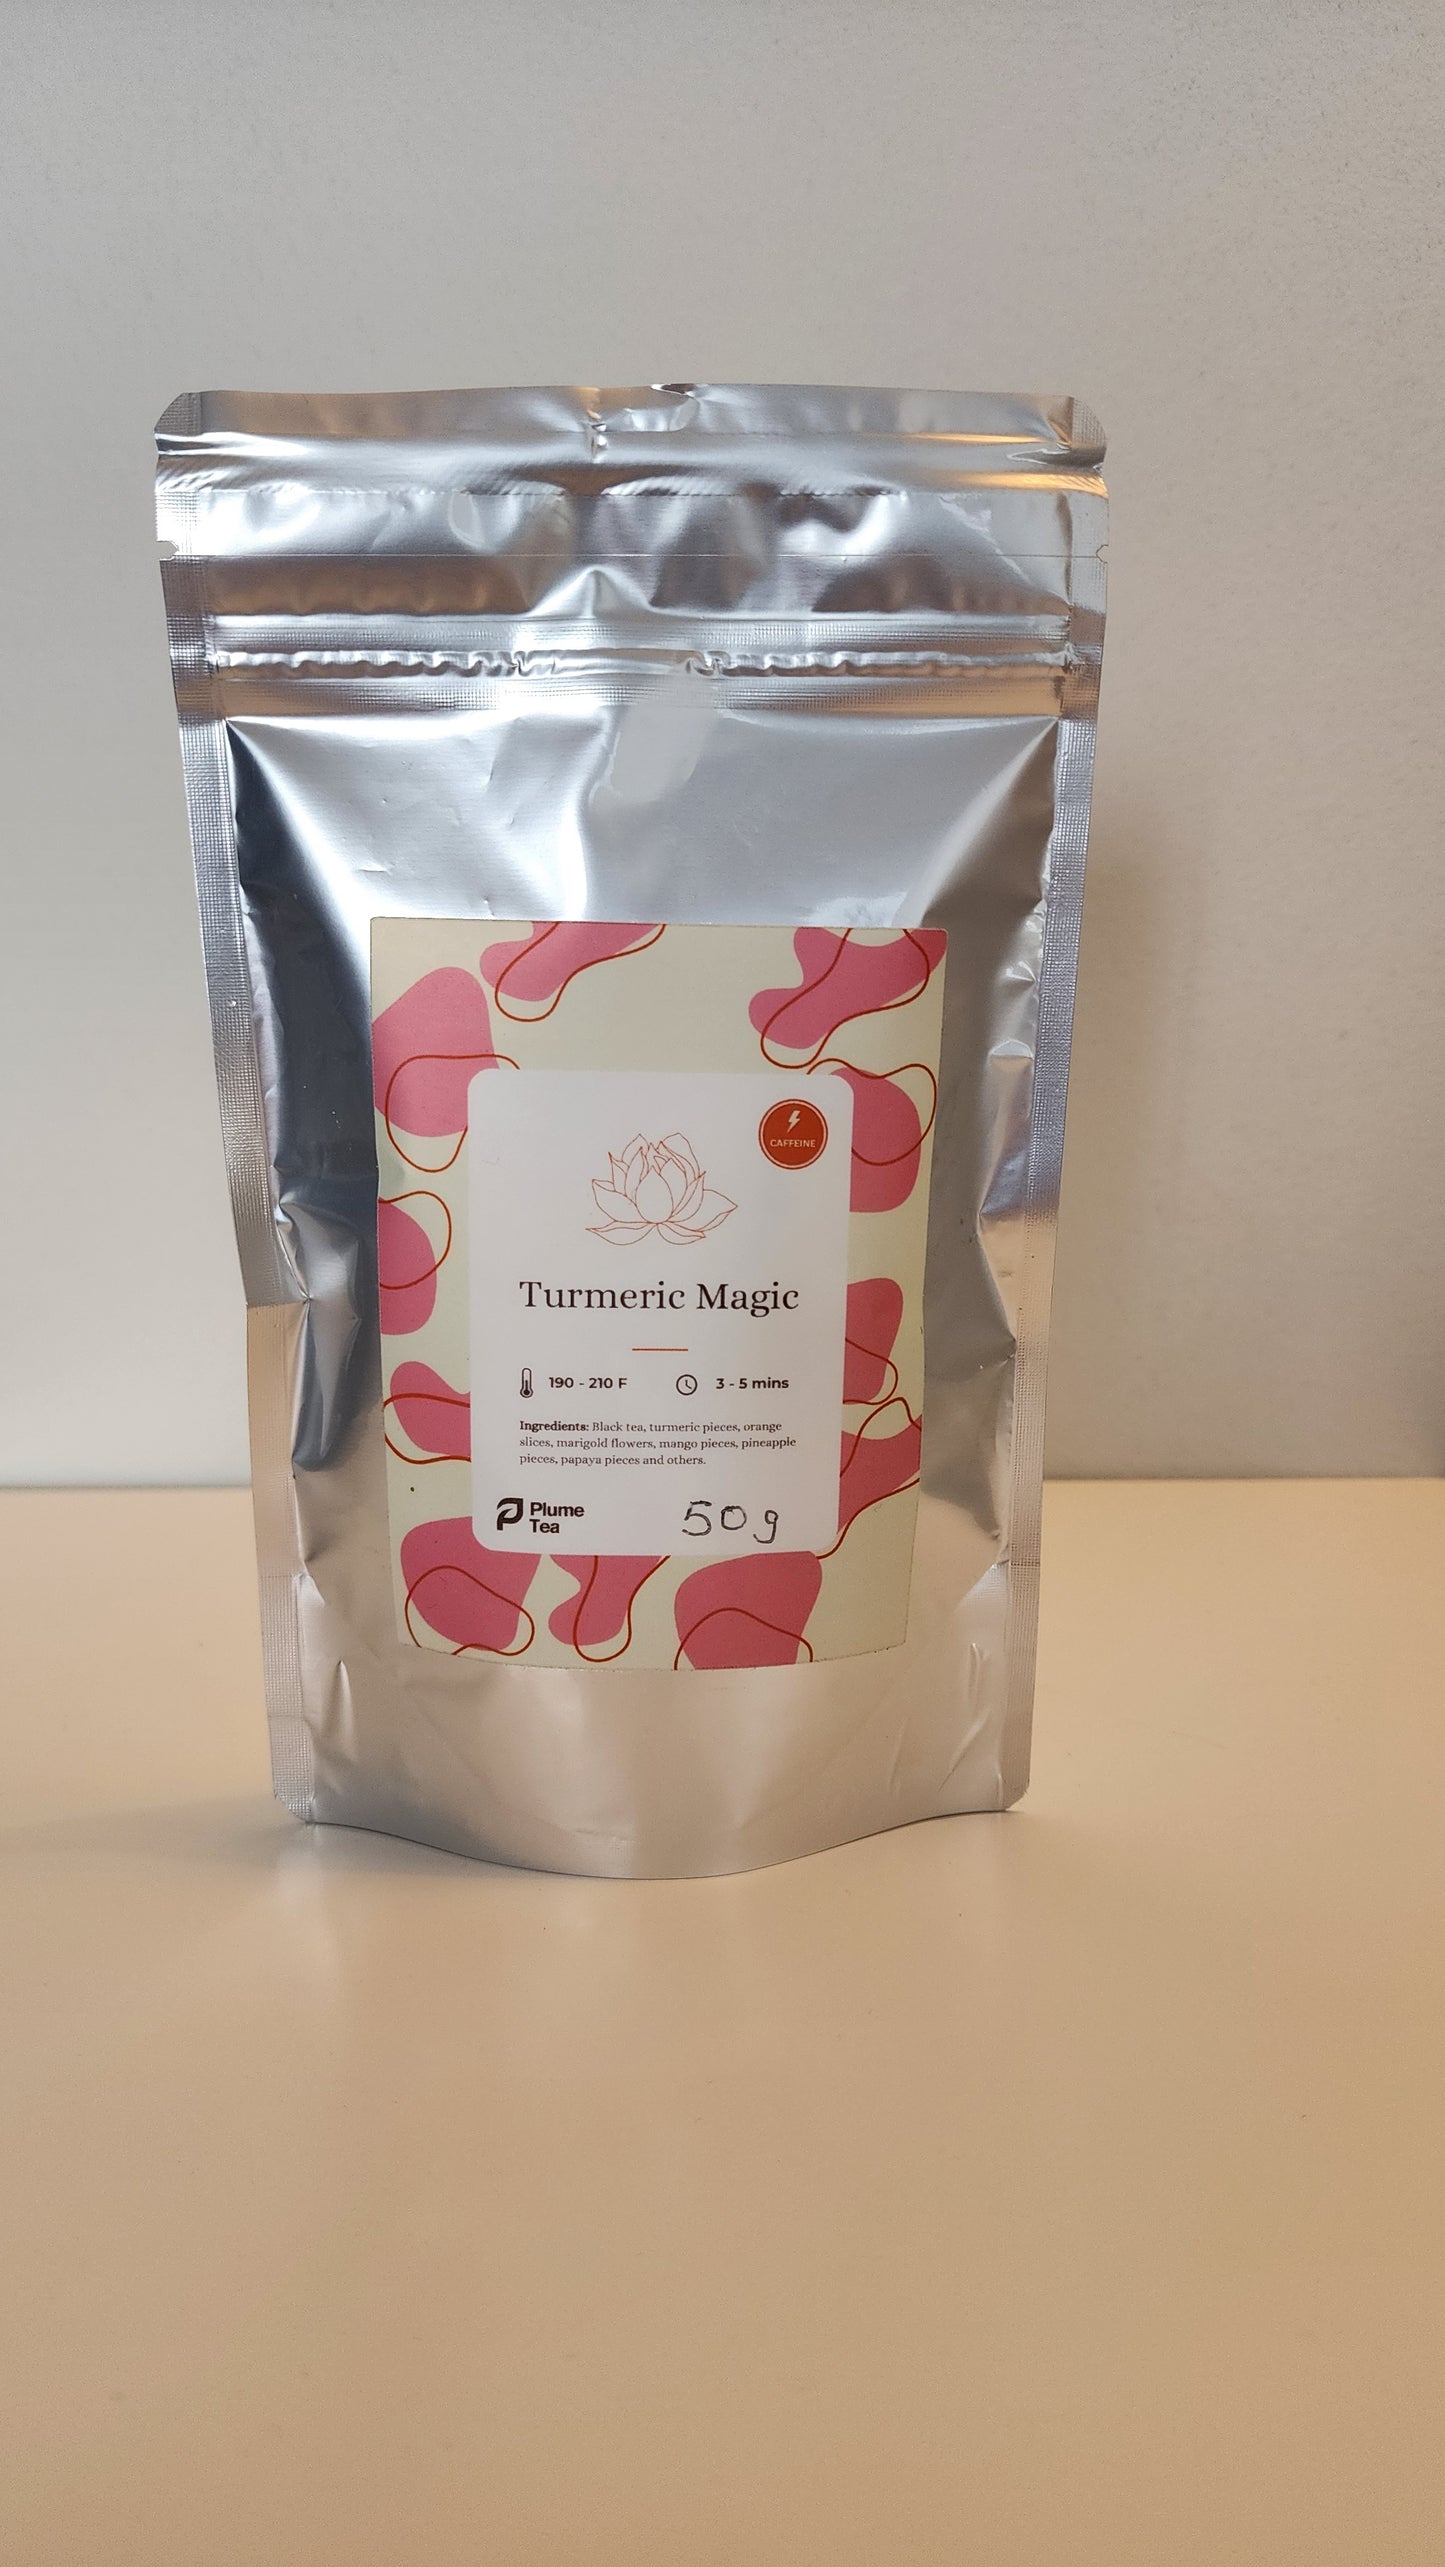 CAFFEINE
Turmeric Magic
190 - 210 F
3 - 5 mins
Ingredients: Black tea, turmeric pieces, orange
slices, marigold flowers, mango pieces, pineapple
pieces, papaya pieces and others.
Plume
Tea
50g